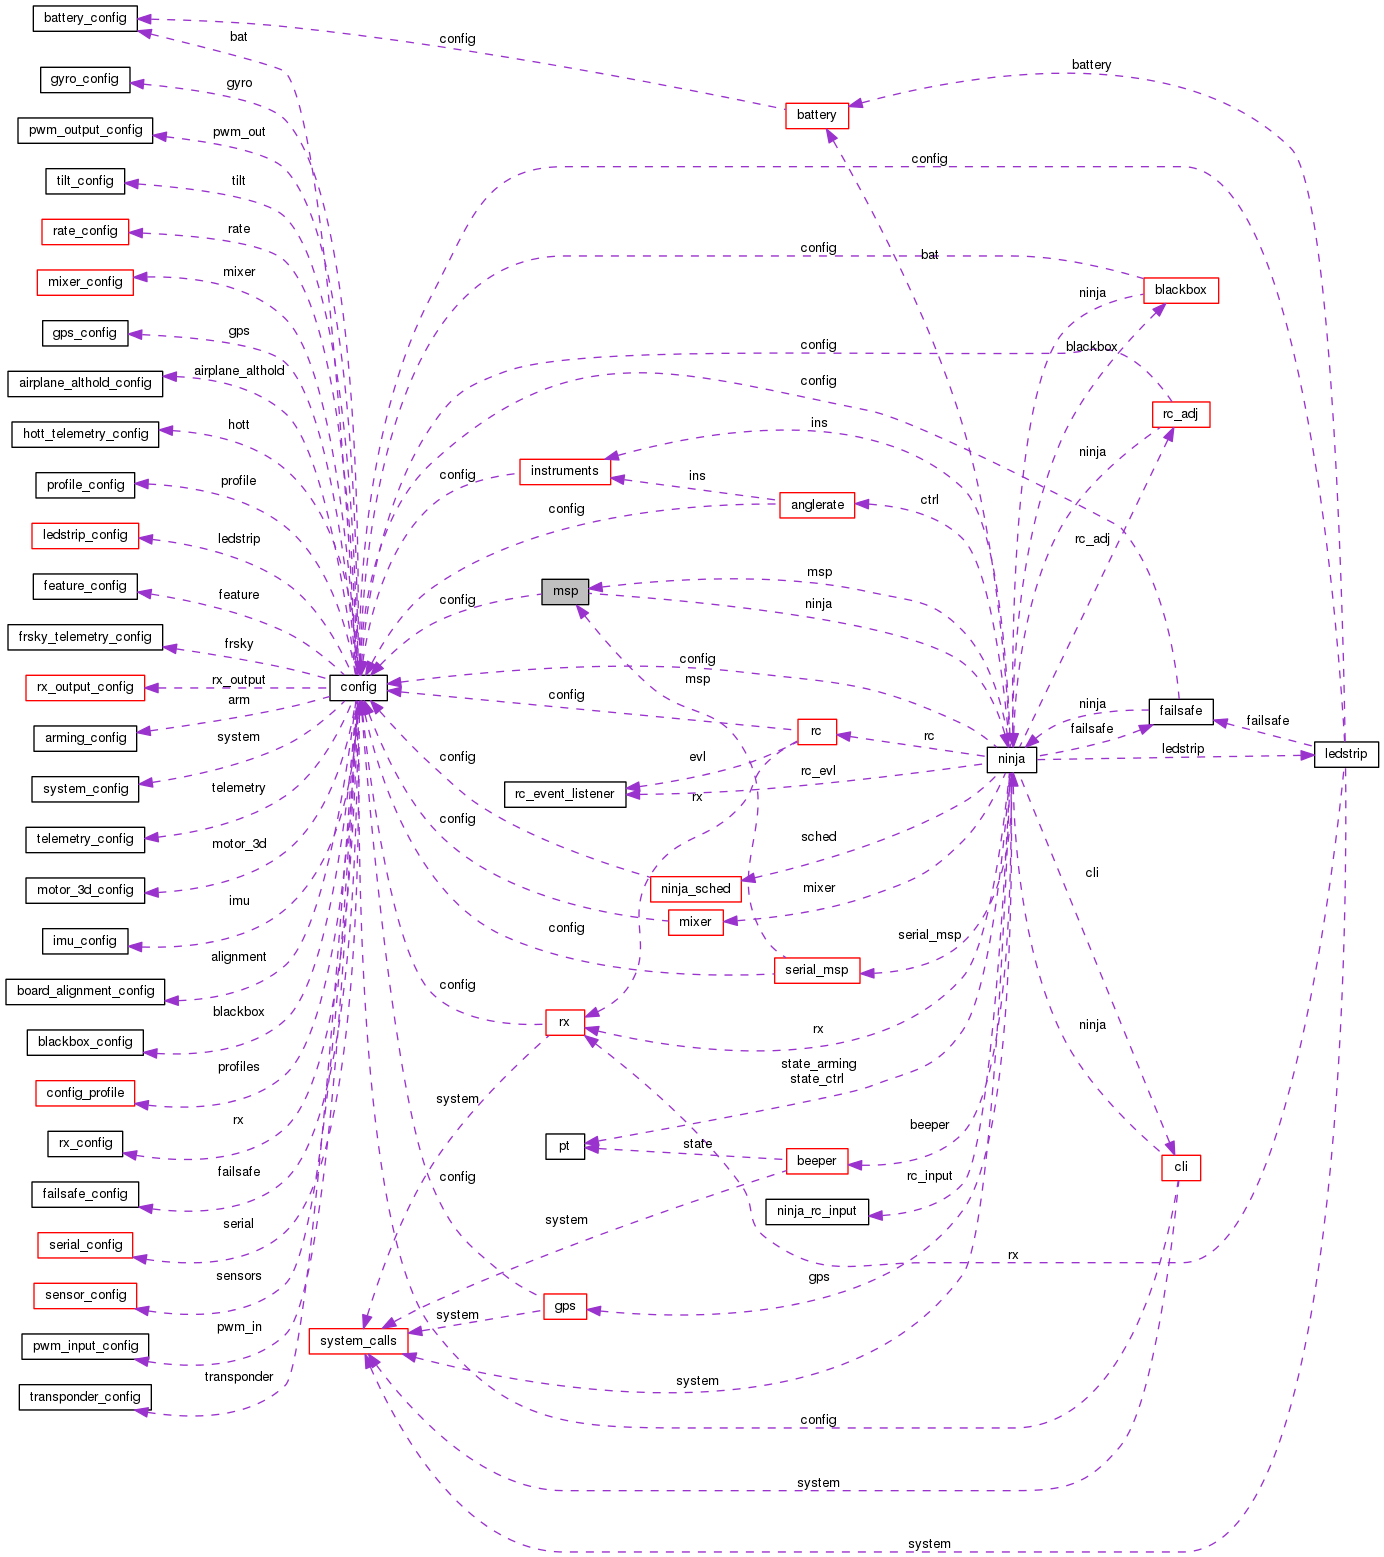 battery_config
bat
config
battery
gyro_config
gyro
battery
pwm_output_config
pwm_out
config
tilt_config
tilt
rate_config
rate
config
bat
mixer_config
mixer
blackbox
ninja
gps_config
gps
config
blackbox
airplane_althold_config
airplane_althold
config
rc_adj
hott_telemetry_config
hott
ins
ninja
instruments
config
ins
profile_config
profile
anglerate
ctrl
config
ledstrip_config
ledstrip
rc_adj
feature_config
feature
msp
config
msp
ninja
frsky_telemetry_config
frsky
config
msp
rx_output_config
rx_output
config
arm
config
ninja
failsafe
failsafe
failsafe
arming_config
system
rc
rc
ninja
ledstrip
ledstrip
config
evl
rc_evl
system_config
telemetry
rc_event_listener
rx
config
sched
telemetry_config
motor_3d
cli
motor_3d_config
ninja_sched
mixer
imu
mixer
config
serial_msp
imu_config
alignment
serial_msp
board_alignment_config
config
blackbox
rx
rx
ninja
blackbox_config
profiles
state_arming
state_ctrl
config_profile
system
rx
beeper
rx_config
pt
state
failsafe
beeper
cli
config
rc_input
failsafe_config
ninja_rc_input
serial
system
serial_config
rx
sensors
gps
sensor_config
gps
pwm_in
system
system_calls
pwm_input_config
transponder
system
transponder_config
config
system
system